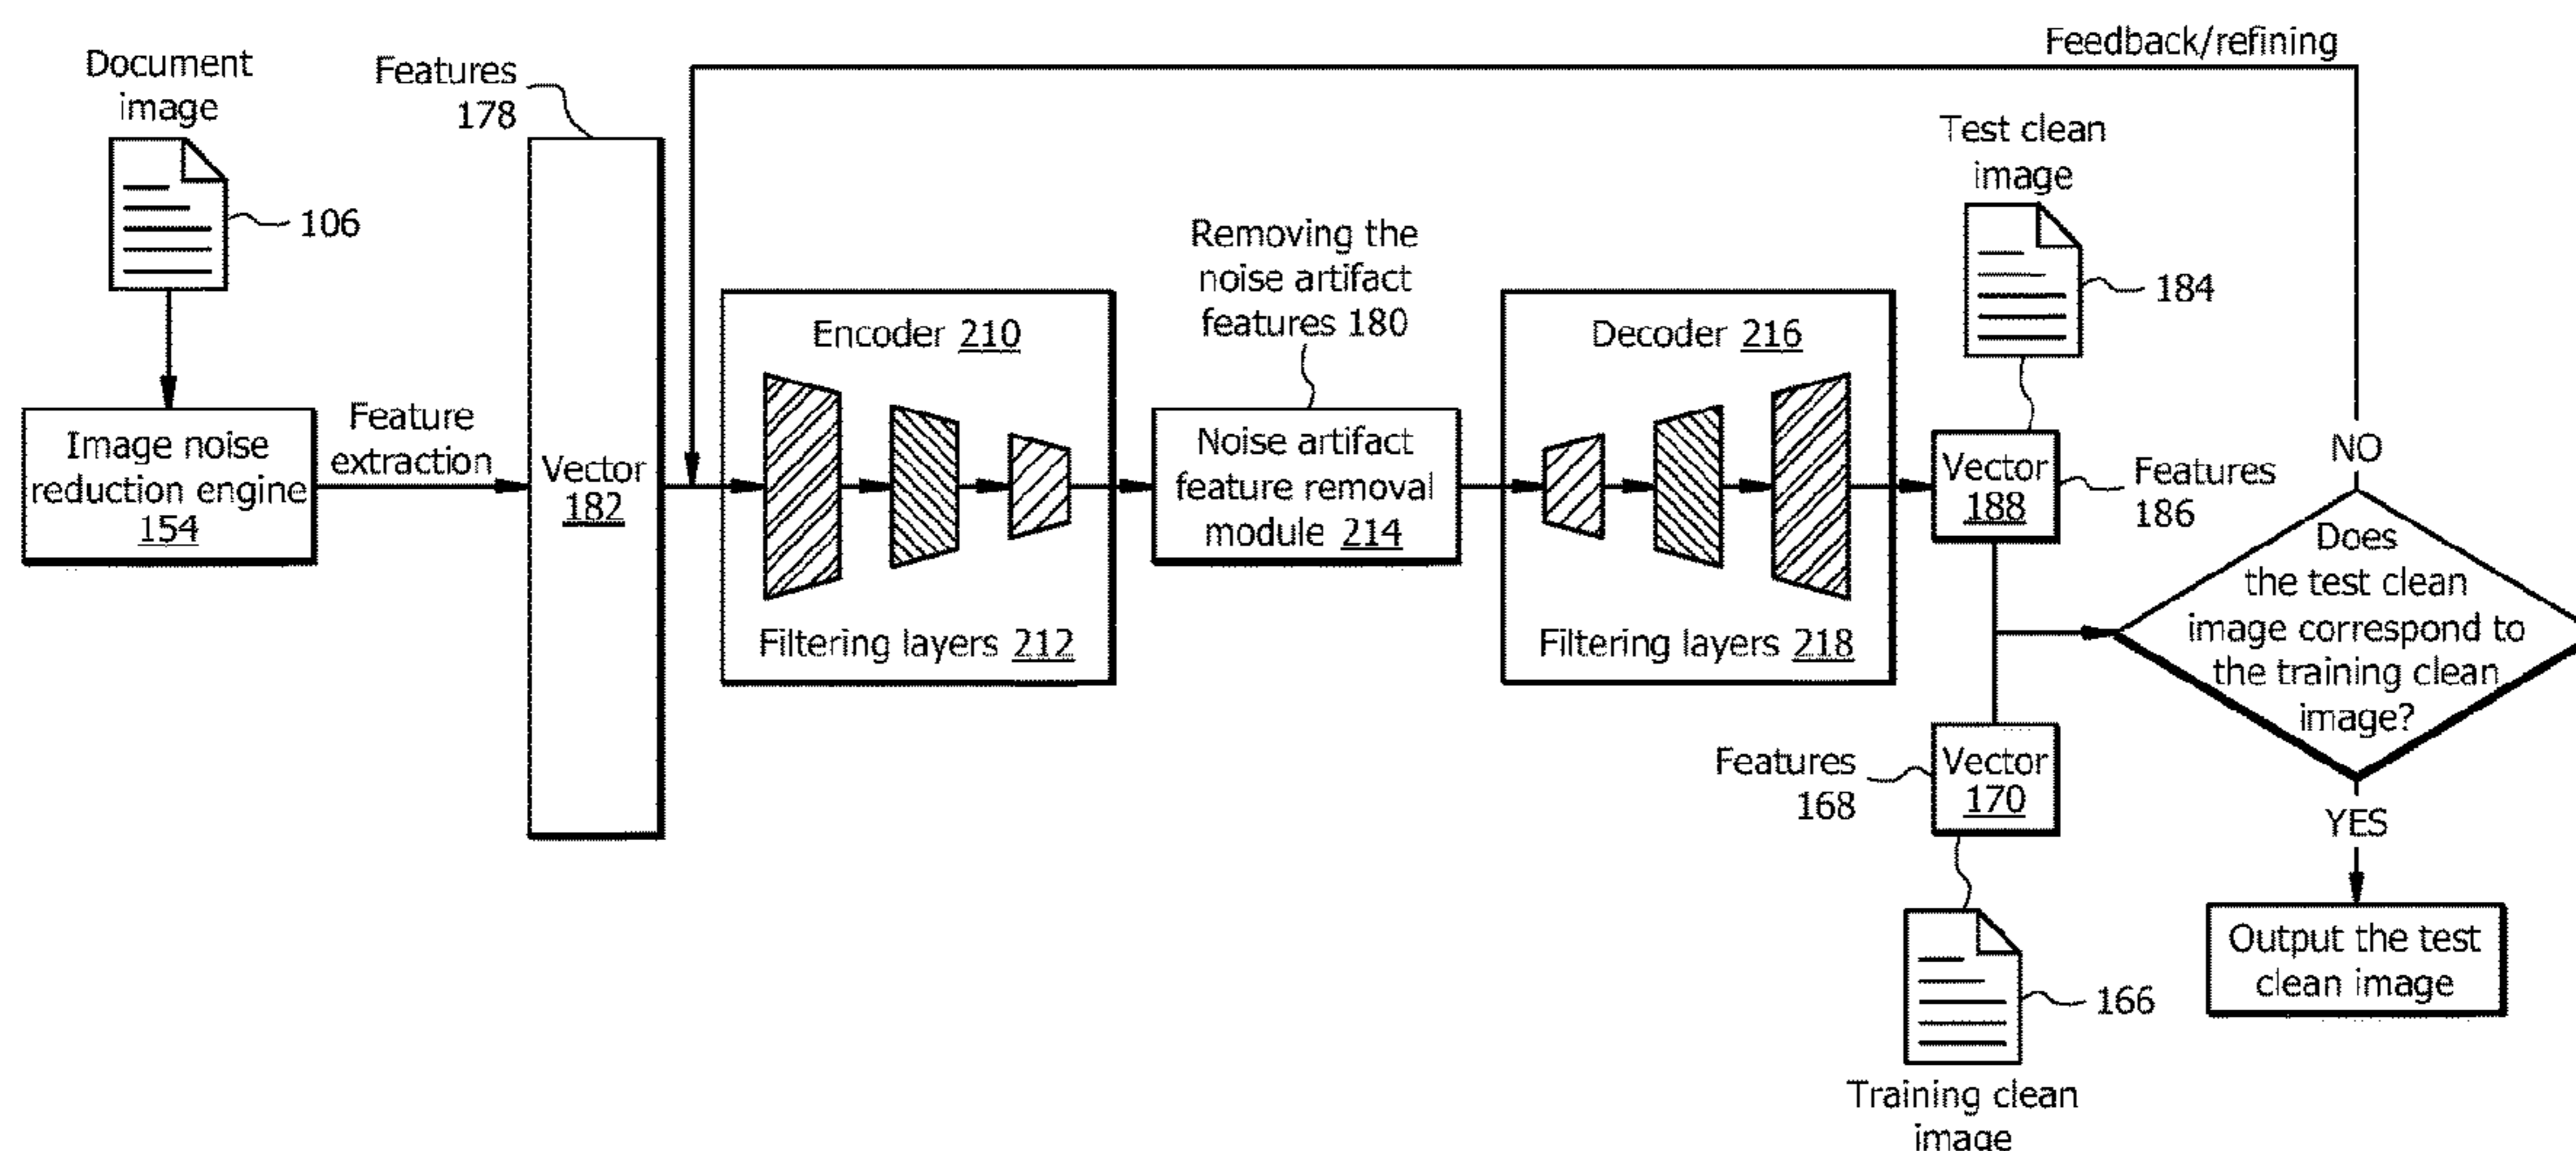 Document
image
106
Image noise
reduction engine
154
Feature
extraction
Features
178
Vector
182
Feedback/refining
Encoder 210
Filtering layers 212
Removing the
noise artifact
features 180
Noise artifact
feature removal
module 214
Decoder 216
Filtering layers 218
Test clean
image
184
Vector
188
Features
186
Features
168
Vector
170
166
Training clean
image
NO
Does
the test clean
image correspond to
the training clean
image?
YES
Output the test
clean image